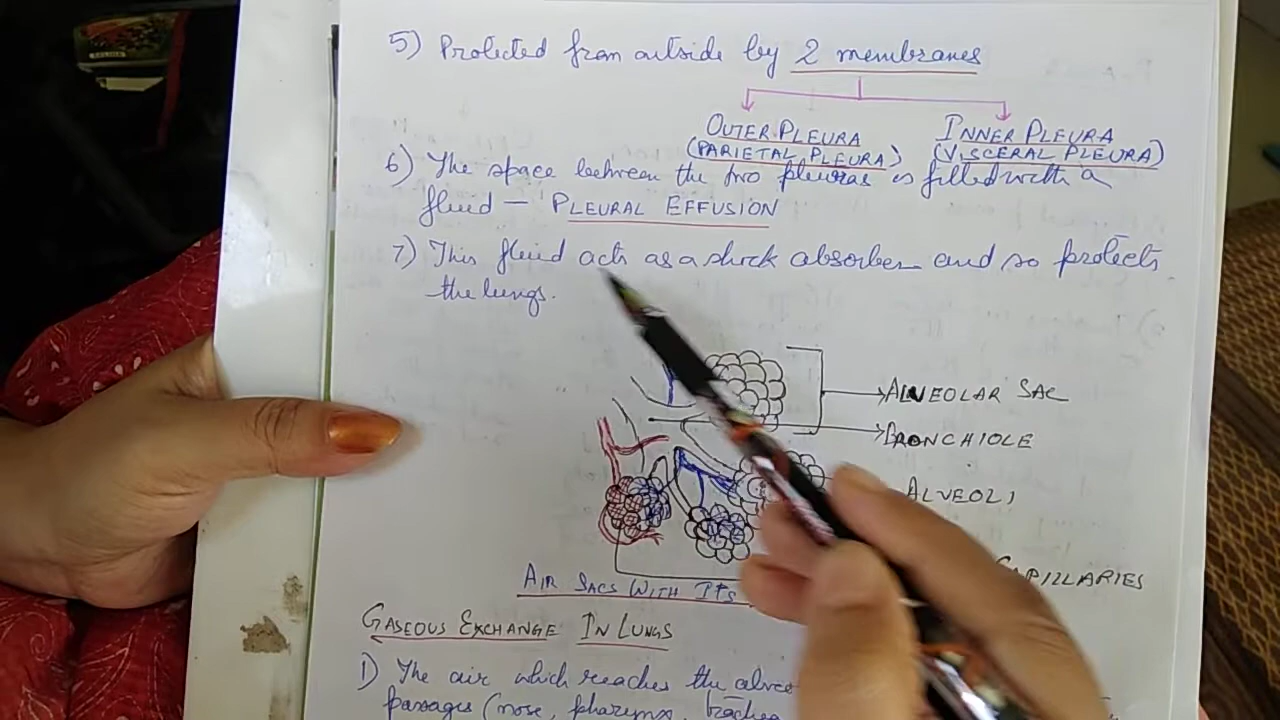 5) Protected from outside by 2 membranes
OUTER PLEURA
(PARIETAL PLEURA)
INNER PLEURA
(VISCERAL PLEURA)
6) The space between the two pleuras is filled with a
fluid — PLEURAL EFFUSION
7) This fluid acts as a shock absorber and so protects
the lungs.
ALVEOLAR SAC
BRONCHIOLE
ALVEOLI
CAPILLARIES
AIR SACS WITH ITS
GASEOUS EXCHANGE IN LUNGS
1) The air which reaches the
passages (nose, pharynx, trachea